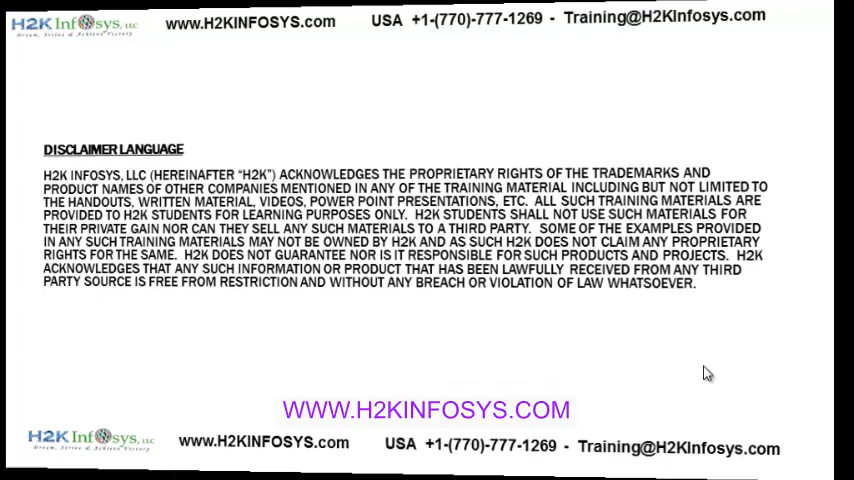 H2K Infosys, LLC
Dream, Strive & Achieve Victory
www.H2KINFOSYS.com
USA +1-(770)-777-1269 - Training@H2KInfosys.com
DISCLAIMER LANGUAGE
H2K INFOSYS, LLC (HEREINAFTER “H2K”) ACKNOWLEDGES THE PROPRIETARY RIGHTS OF THE TRADEMARKS AND
PRODUCT NAMES OF OTHER COMPANIES MENTIONED IN ANY OF THE TRAINING MATERIAL INCLUDING BUT NOT LIMITED TO
THE HANDOUTS, WRITTEN MATERIAL, VIDEOS, POWER POINT PRESENTATIONS, ETC. ALL SUCH TRAINING MATERIALS ARE
PROVIDED TO H2K STUDENTS FOR LEARNING PURPOSES ONLY. H2K STUDENTS SHALL NOT USE SUCH MATERIALS FOR
THEIR PRIVATE GAIN NOR CAN THEY SELL ANY SUCH MATERIALS TO A THIRD PARTY. SOME OF THE EXAMPLES PROVIDED
IN ANY SUCH TRAINING MATERIALS MAY NOT BE OWNED BY H2K AND AS SUCH H2K DOES NOT CLAIM ANY PROPRIETARY
RIGHTS FOR THE SAME. H2K DOES NOT GUARANTEE NOR IS IT RESPONSIBLE FOR SUCH PRODUCTS AND PROJECTS. H2K
ACKNOWLEDGES THAT ANY SUCH INFORMATION OR PRODUCT THAT HAS BEEN LAWFULLY RECEIVED FROM ANY THIRD
PARTY SOURCE IS FREE FROM RESTRICTION AND WITHOUT ANY BREACH OR VIOLATION OF LAW WHATSOEVER.
WWW.H2KINFOSYS.COM
H2K Infosys, LLC
Dream, Strive & Achieve Victory
www.H2KINFOSYS.com
USA +1-(770)-777-1269 - Training@H2KInfosys.com